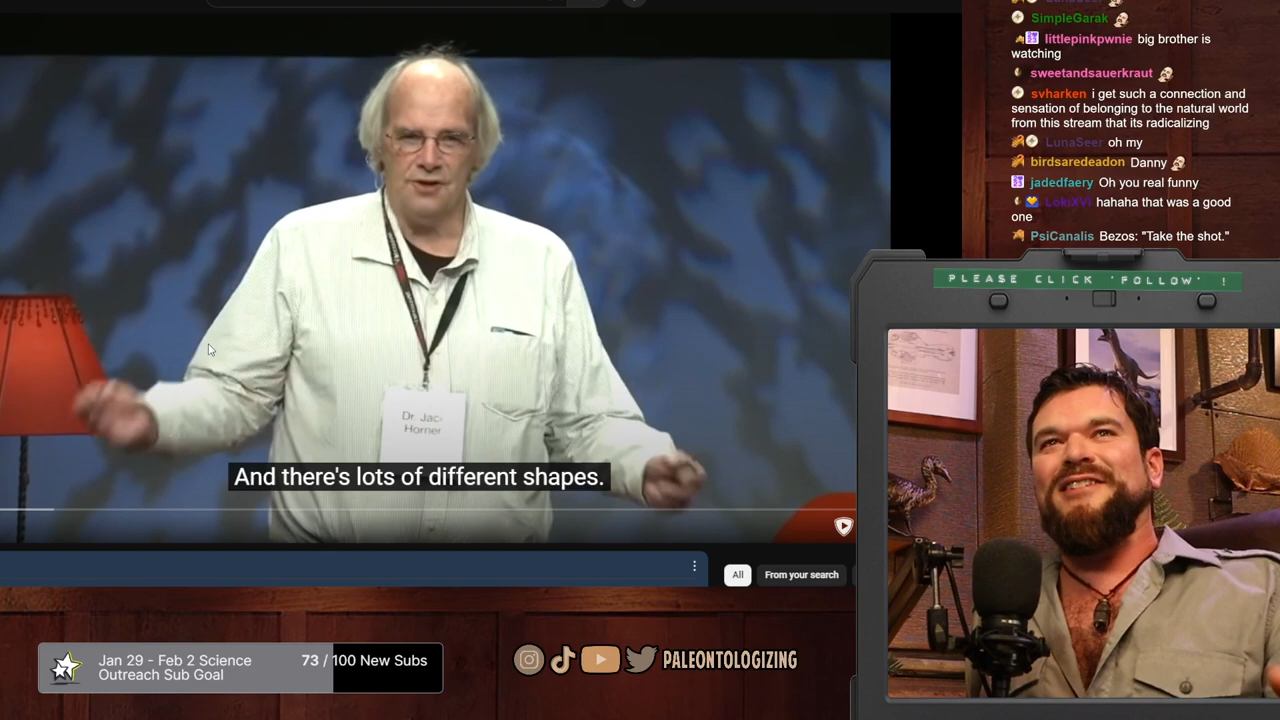 SimpleGarak
littlepinkpwnie big brother is
watching
sweetandsauerkraut
svharken i get such a connection and
sensation of belonging to the natural world
from this stream that its radicalizing
LunaSeer oh my
birdsaredeadon Danny
jadedfaery Oh you real funny
LokiXVI hahaha that was a good
one
PsiCanalis Bezos: "Take the shot."
PLEASE CLICK 'FOLLOW' !
Dr. Jac
Horner
And there's lots of different shapes.
All
From your search
Jan 29 - Feb 2 Science
Outreach Sub Goal
73 / 100 New Subs
PALEONTOLOGIZING